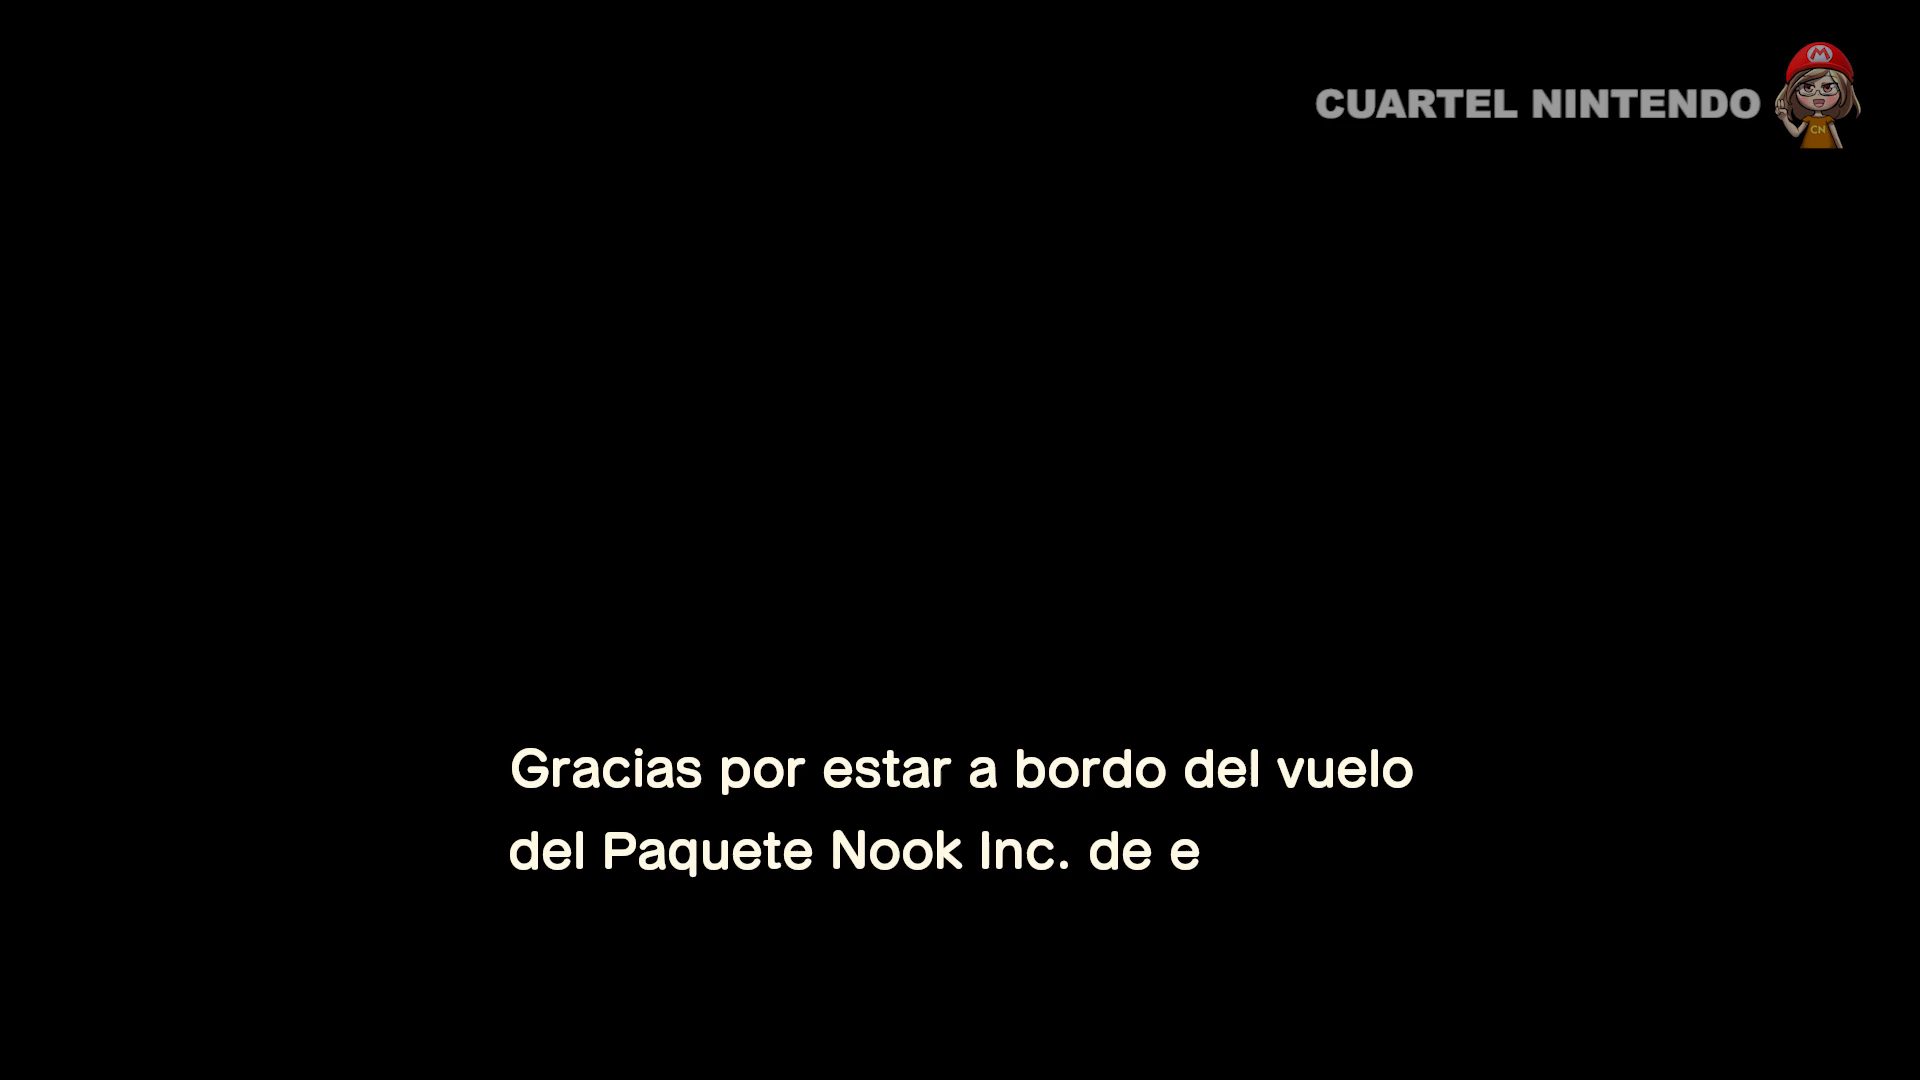 CUARTEL NINTENDO
CN
Gracias por estar a bordo del vuelo
del Paquete Nook Inc. de e